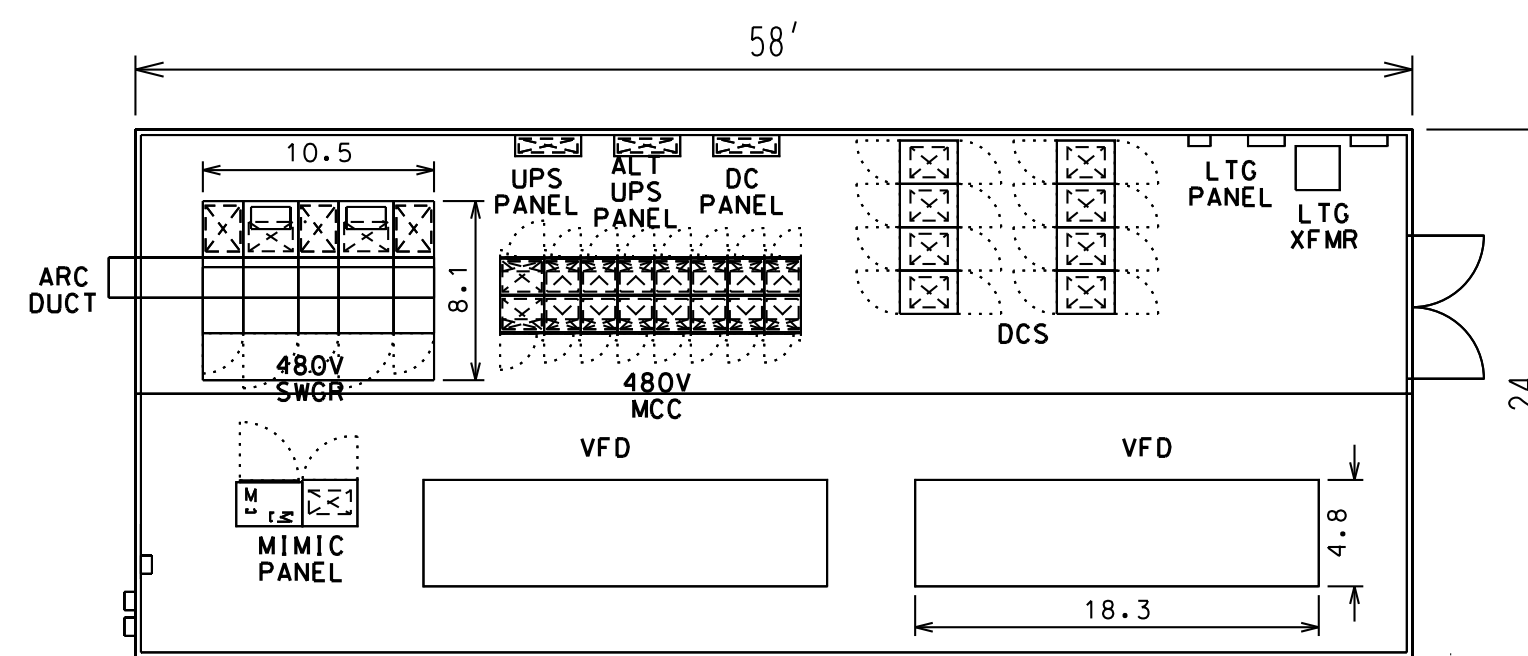 58'
10.5
UPS
PANEL
ALT
UPS
PANEL
DC
PANEL
LTG
PANEL
LTG
XFMR
ARC
DUCT
8.1
DCS
480V
SWGR
480V
MCC
24
VFD
VFD
M
MIMIC
PANEL
4.8
18.3